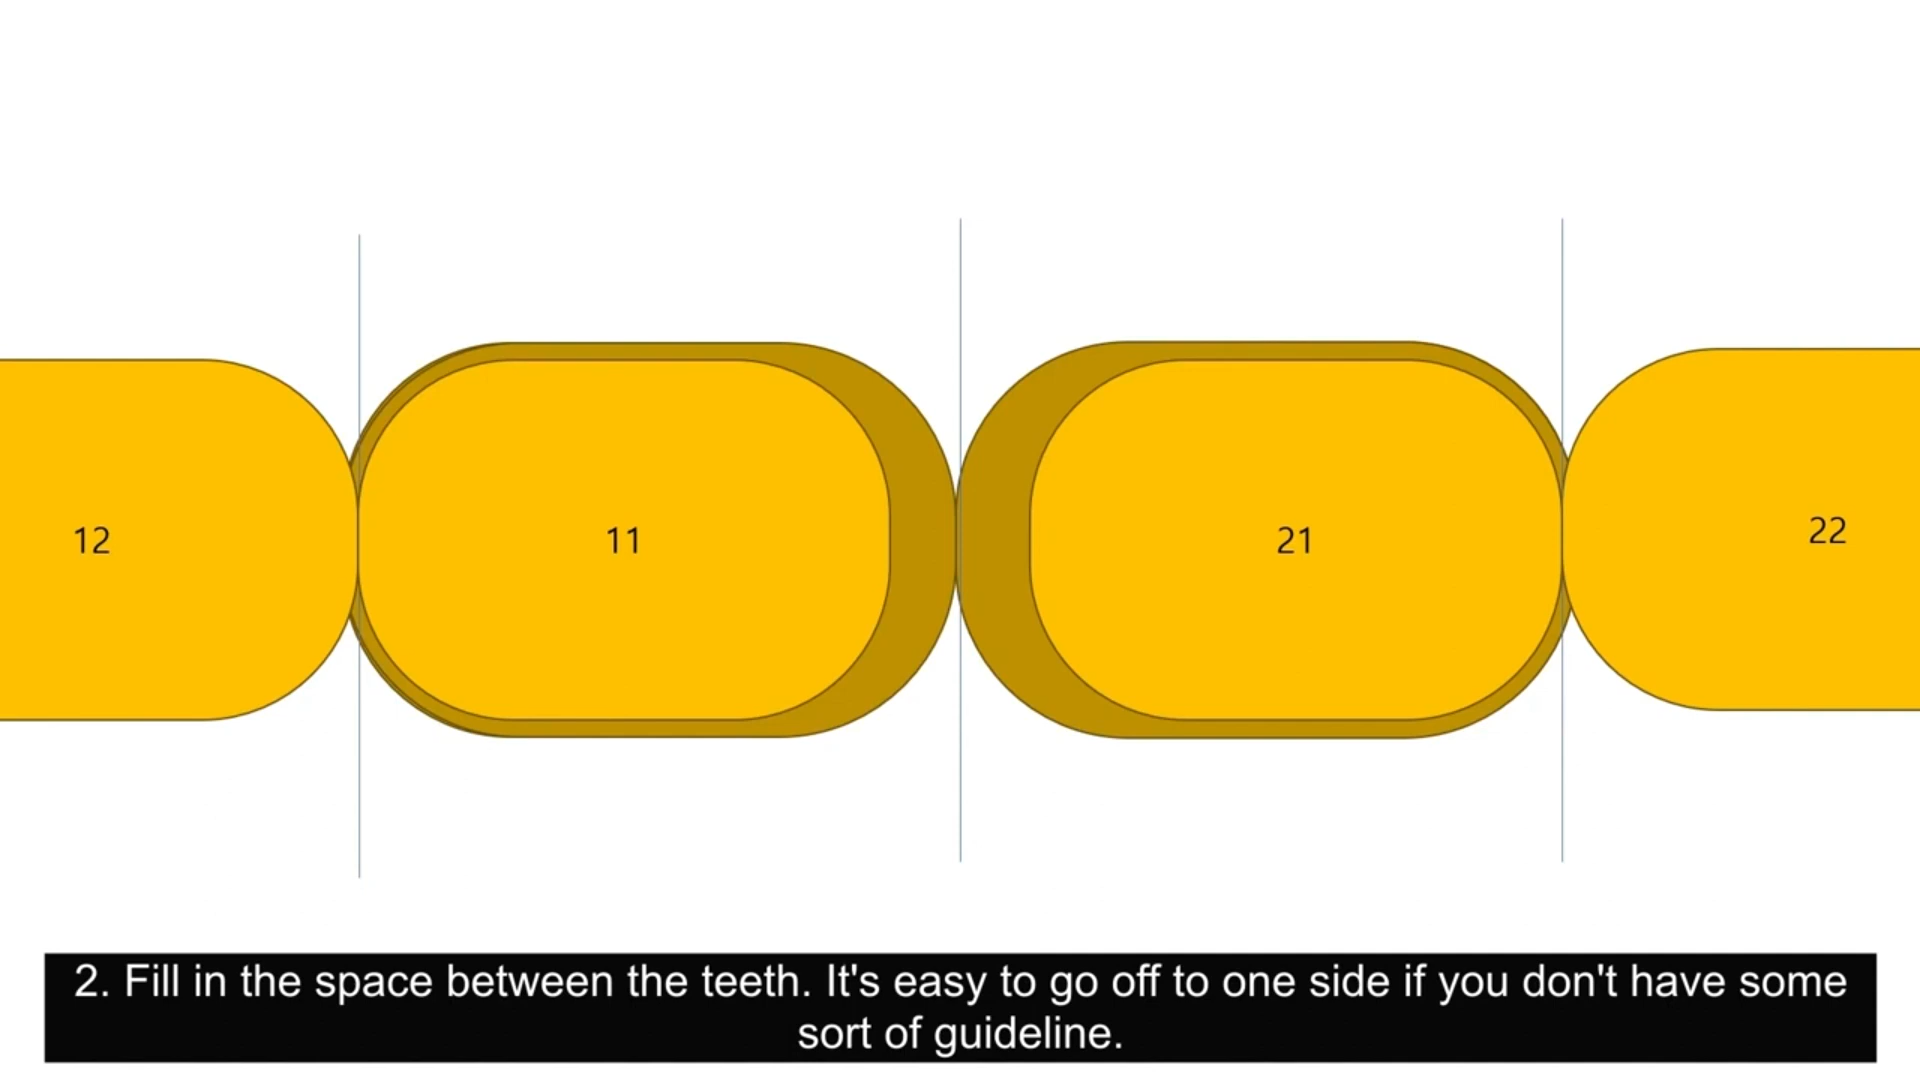 12
11
21
22
2. Fill in the space between the teeth. It's easy to go off to one side if you don't have some
sort of guideline.